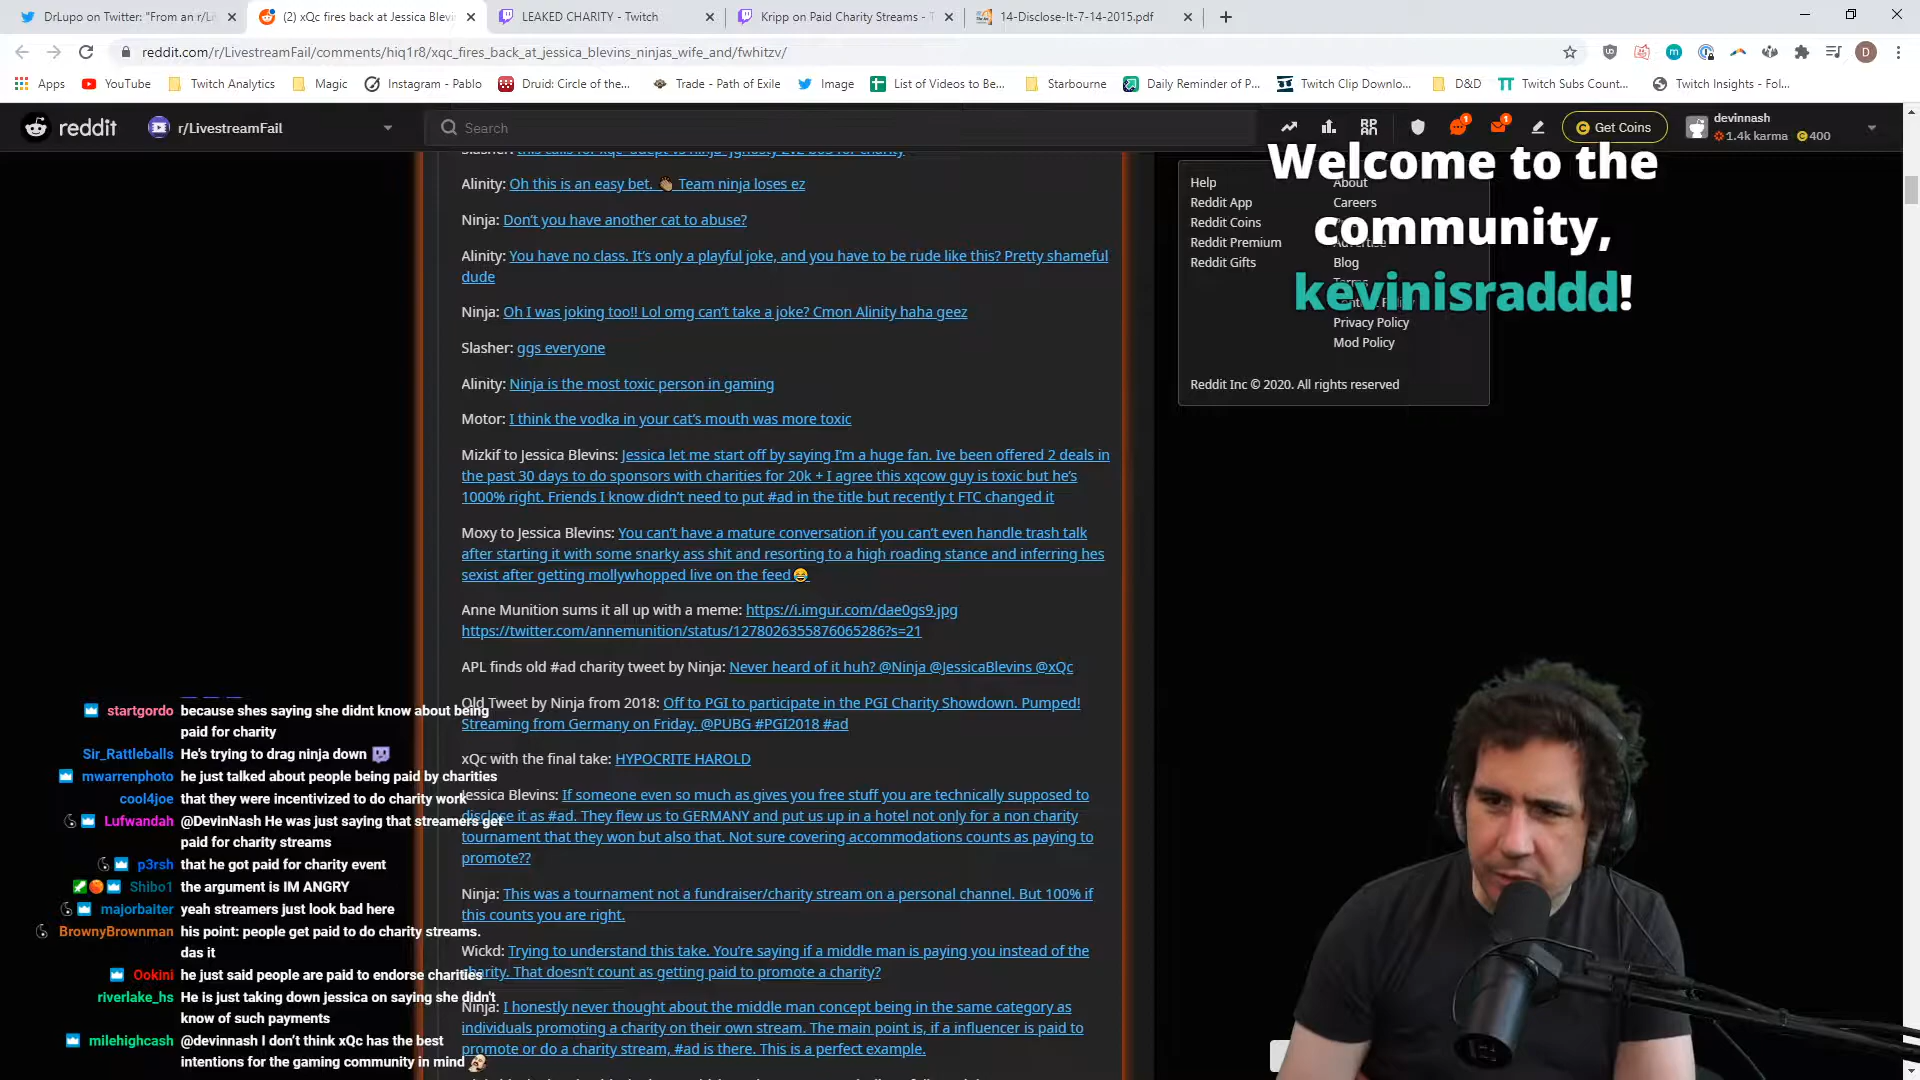 DrLupo on Twitter: "From an r/Li
(2) xQc fires back at Jessica Blevin
LEAKED CHARITY - Twitch
Kripp on Paid Charity Streams - T
14-Disclose-It-7-14-2015.pdf
reddit.com/r/LivestreamFail/comments/hiq1r8/xqc_fires_back_at_jessica_blevins_ninjas_wife_and/fwhitzv/
Apps
YouTube
Twitch Analytics
Magic
Instagram - Pablo
Druid: Circle of the...
Trade - Path of Exile
Image
List of Videos to Be...
Starbourne
Daily Reminder of P...
Twitch Clip Downlo...
D&D
Twitch Subs Count...
Twitch Insights - Fol...
reddit
r/LivestreamFail
Search
Get Coins
devinnash
1.4k karma 400
Slasher: this calls for xqc+adept vs ninja+jghosty 2v2 bo3 for charity
Alinity: Oh this is an easy bet. 👏🏽 Team ninja loses ez
Ninja: Don't you have another cat to abuse?
Alinity: You have no class. It's only a playful joke, and you have to be rude like this? Pretty shameful
dude
Ninja: Oh I was joking too!! Lol omg can't take a joke? Cmon Alinity haha geez
Slasher: ggs everyone
Alinity: Ninja is the most toxic person in gaming
Motor: I think the vodka in your cat's mouth was more toxic
Mizkif to Jessica Blevins: Jessica let me start off by saying I'm a huge fan. Ive been offered 2 deals in
the past 30 days to do sponsors with charities for 20k + I agree this xqcow guy is toxic but he's
1000% right. Friends I know didn't need to put #ad in the title but recently t FTC changed it
Moxy to Jessica Blevins: You can't have a mature conversation if you can't even handle trash talk
after starting it with some snarky ass shit and resorting to a high roading stance and inferring hes
sexist after getting mollywhopped live on the feed😂
Anne Munition sums it all up with a meme: https://i.imgur.com/dae0gs9.jpg
https://twitter.com/annemunition/status/1278026355876065286?s=21
APL finds old #ad charity tweet by Ninja: Never heard of it huh? @Ninja @JessicaBlevins @xQc
Old Tweet by Ninja from 2018: Off to PGI to participate in the PGI Charity Showdown. Pumped!
Streaming from Germany on Friday. @PUBG #PGI2018 #ad
xQc with the final take: HYPOCRITE HAROLD
Jessica Blevins: If someone even so much as gives you free stuff you are technically supposed to
disclose it as #ad. They flew us to GERMANY and put us up in a hotel not only for a non charity
tournament that they won but also that. Not sure covering accommodations counts as paying to
promote??
Ninja: This was a tournament not a fundraiser/charity stream on a personal channel. But 100% if
this counts you are right.
Wickd: Trying to understand this take. You're saying if a middle man is paying you instead of the
charity. That doesn't count as getting paid to promote a charity?
Ninja: I honestly never thought about the middle man concept being in the same category as
individuals promoting a charity on their own stream. The main point is, if a influencer is paid to
promote or do a charity stream, #ad is there. This is a perfect example.
Help
Reddit App
Reddit Coins
Reddit Premium
Reddit Gifts
About
Careers
Advertise
Blog
Terms
Privacy Policy
Mod Policy
Reddit Inc © 2020. All rights reserved
Welcome to the
community,
kevinisraddd!
startgordo because shes saying she didnt know about being
paid for charity
Sir_Rattleballs He's trying to drag ninja down
mwarrenphoto he just talked about people being paid by charities
cool4joe that they were incentivized to do charity work
Lufwandah @DevinNash He was just saying that streamers get
paid for charity streams
p3rsh that he got paid for charity event
Shibo1 the argument is IM ANGRY
majorbaiter yeah streamers just look bad here
BrownyBrownman his point: people get paid to do charity streams.
das it
Ookini he just said people are paid to endorse charities
riverlake_hs He is just taking down jessica on saying she didn't
know of such payments
milehighcash @devinnash I don't think xQc has the best
intentions for the gaming community in mind